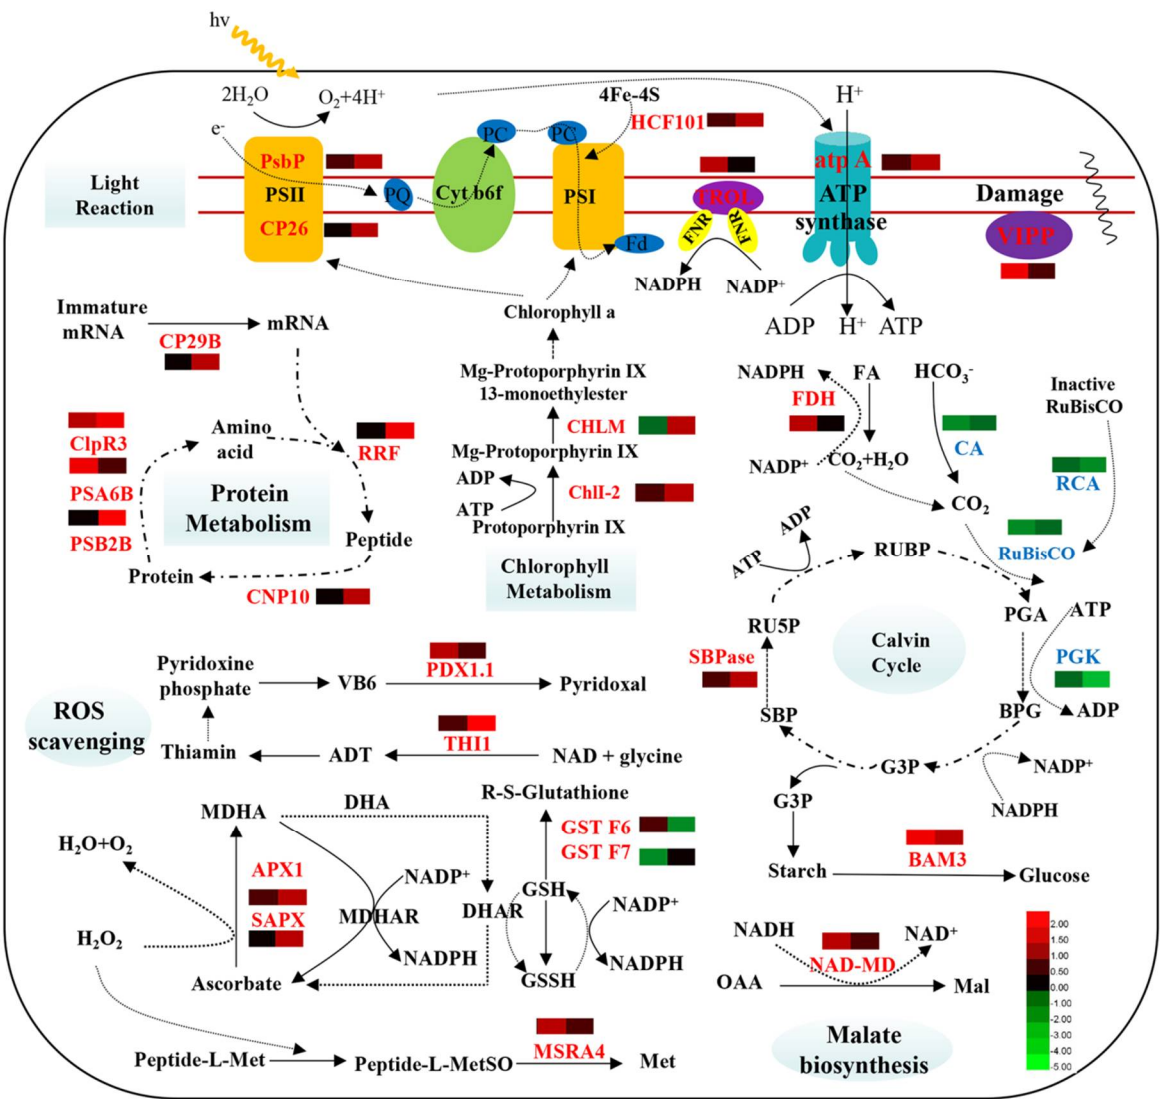 hv
2H₂O
O₂+4H⁺
4Fe-4S
H⁺
e⁻
HCF101
PC
PC
PsbP
atp A
Light
Reaction
PSII
PQ
Cyt b6f
PSI
TROL
ATP
synthase
Damage
CP26
FNR
FNR
VIPP
Fd
NADPH
NADP⁺
Immature
mRNA
mRNA
CP29B
Chlorophyll a
ADP
H⁺
ATP
Mg-Protoporphyrin IX
13-monoethylester
NADPH
FA
HCO₃⁻
Inactive
RuBisCO
FDH
ClpR3
Amino
acid
RRF
CHLM
Mg-Protoporphyrin IX
NADP⁺
CO₂+H₂O
CA
PSA6B
ADP
RCA
Protein
Metabolism
ATP
ChlI-2
CO₂
PSB2B
Protoporphyrin IX
ADP
Peptide
RUBP
RuBisCO
Protein
Chlorophyll
Metabolism
ATP
CNP10
PGA
ATP
RU5P
Calvin
Cycle
SBPase
PGK
Pyridoxine
phosphate
VB6
PDX1.1
Pyridoxal
ROS
scavenging
SBP
BPG
ADP
Thiamin
ADT
THI1
NAD + glycine
G3P
NADP⁺
R-S-Glutathione
G3P
NADPH
MDHA
DHA
GST F6
GST F7
H₂O+O₂
BAM3
APX1
NADP⁺
GSH
Starch
Glucose
SAPX
MDHAR
DHAR
NADP⁺
H₂O₂
NADH
NAD⁺
NADPH
NADPH
NAD-MD
Ascorbate
GSSH
OAA
Mal
2.00
1.50
1.00
0.50
0.00
-1.00
-2.00
-3.00
-4.00
-5.00
Malate
biosynthesis
Peptide-L-Met
Peptide-L-MetSO
MSRA4
Met